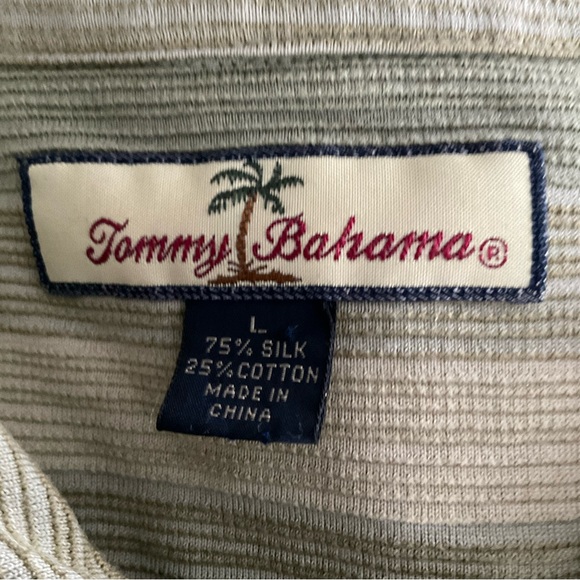 Tommy Bahama®
L
75% SILK
25% COTTON
MADE IN
CHINA